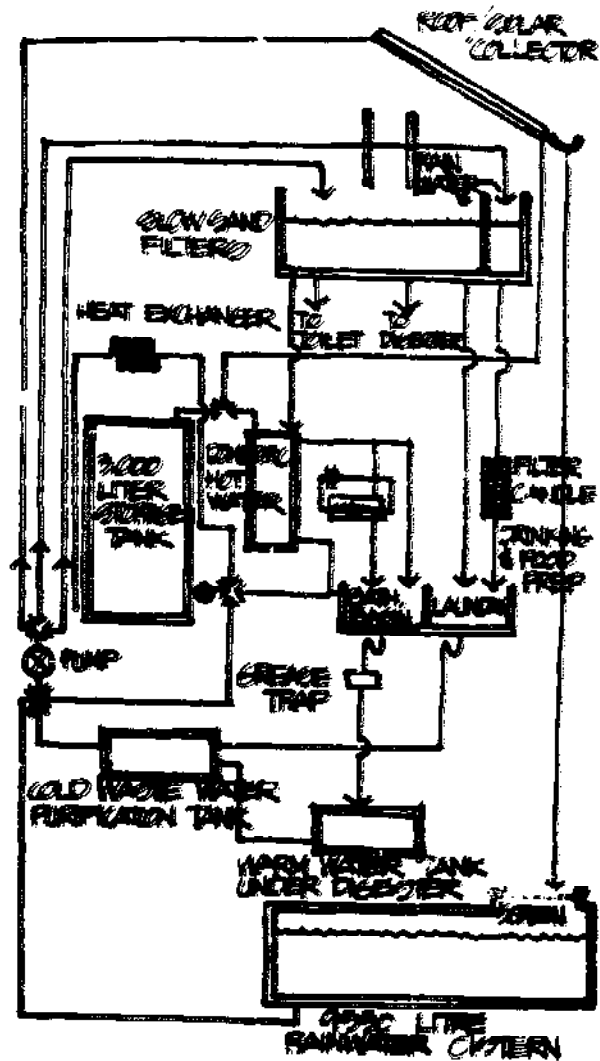 ROOF SOLAR
COLLECTOR
RAIN
WATER
SLOW SAND
FILTERS
HEAT EXCHANGER
TO
TOILET
TO
DIGESTER
3,000
LITER
STORAGE
TANK
HOT
WATER
FILTER
CANDLE
DRINKING
& FOOD
PREP
LAUNDRY
PUMP
GREASE
TRAP
COLD WASTE WATER
PURIFICATION TANK
WARM WATER TANK
UNDER DIGESTER
SCREEN
LITRE
RAINWATER CISTERN